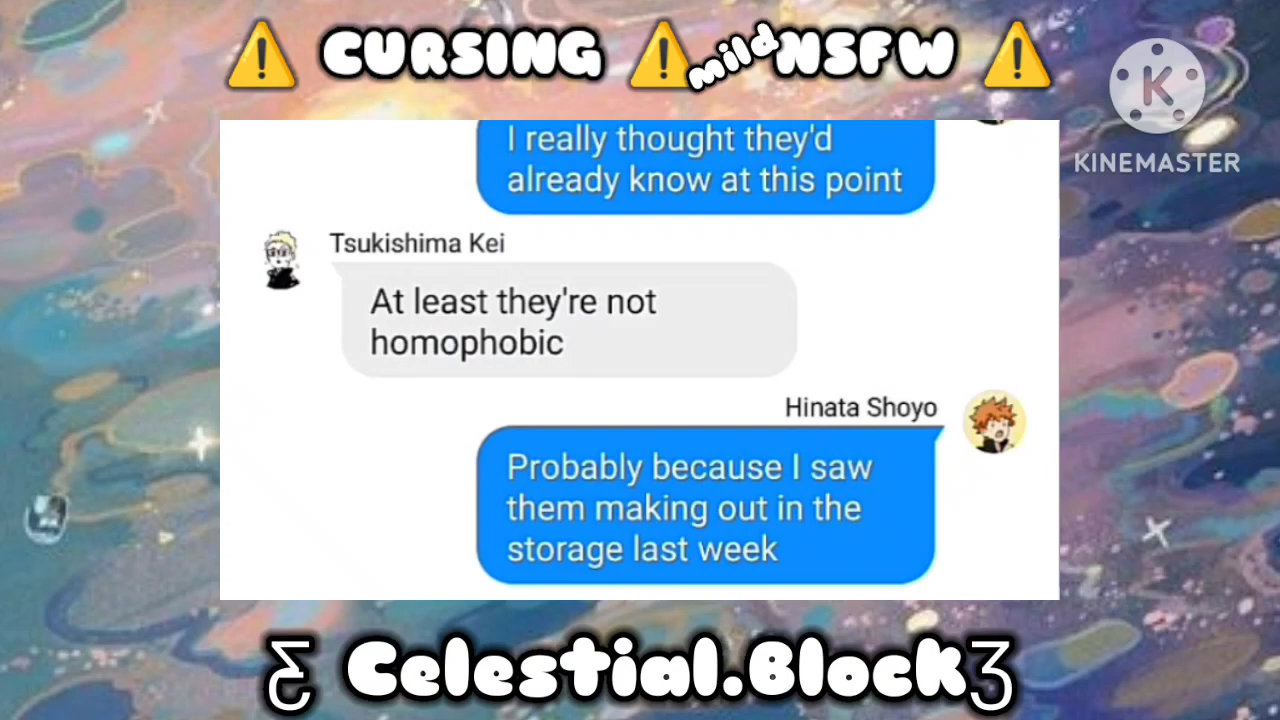 ⚠️ CURSING ⚠️ mild NSFW ⚠️
K
KINEMASTER
I really thought they'd
already know at this point
Tsukishima Kei
At least they're not
homophobic
Hinata Shoyo
Probably because I saw
them making out in the
storage last week
Ƹ Celestial.Block Ʒ